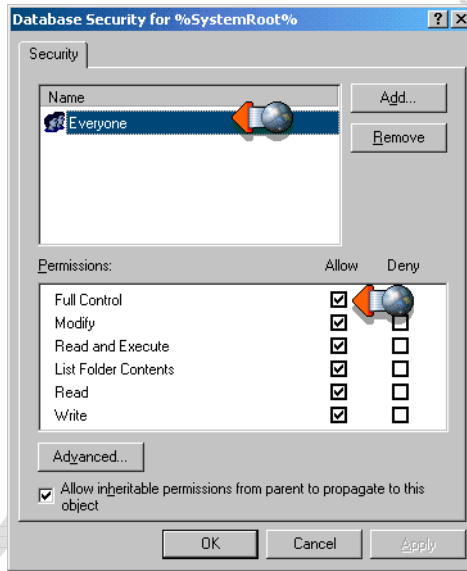 Database Security for %SystemRoot%
Security
Name
Add...
Everyone
Remove
Permissions:
Allow
Deny
Full Control
Modify
Read and Execute
List Folder Contents
Read
Write
Advanced...
Allow inheritable permissions from parent to propagate to this
object
OK
Cancel
Apply